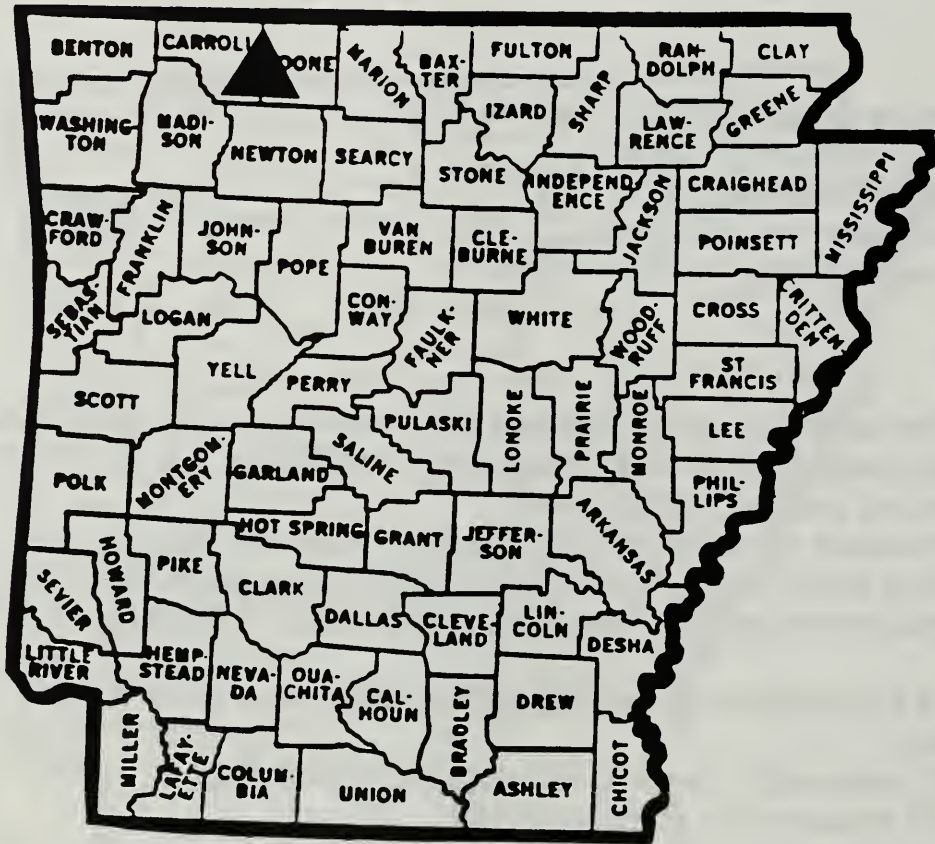 BENTON
CARROLL
OONE
MARION
BAX-
TER
FULTON
SHARP
RAN-
DOLPH
CLAY
WASHING
TON
MADI-
SON
NEWTON
SEARCY
IZARD
LAW-
RENCE
GREENE
STONE
INDEPEND
ENCE
JACKSON
CRAIGHEAD
MISSISSIPPI
CRAW-
FORD
FRANKLIN
JOHN-
SON
POPE
VAN
BUREN
CLE-
BURNE
POINSETT
SEBAS-
TIAN
LOGAN
CON-
WAY
FAULK-
NER
WHITE
WOOD-
RUFF
CROSS
CRITTEN-
DEN
SCOTT
YELL
PERRY
ST
FRANCIS
PULASKI
LONOKE
PRAIRIE
MONROE
LEE
POLK
MONTGOM-
ERY
GARLAND
SALINE
PHIL-
LIPS
HOT SPRING
GRANT
JEFFER-
SON
ARKANSAS
SEVIER
HOWARD
PIKE
CLARK
DALLAS
CLEVE-
LAND
LIN-
COLN
DESHA
LITTLE
RIVER
HEMP-
STEAD
NEVA-
DA
OUA-
CHITA
CAL-
HOUN
BRADLEY
DREW
MILLER
LAFAY-
ETTE
COLUM-
BIA
UNION
ASHLEY
CHICOT